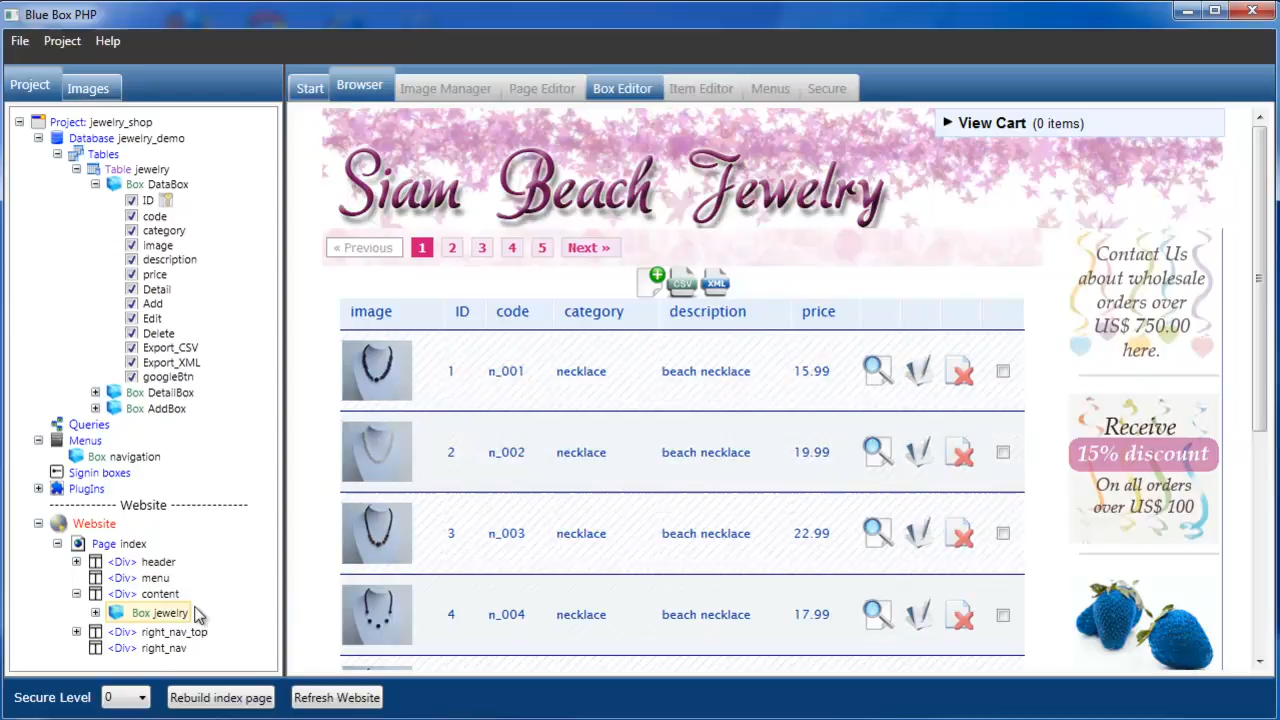 Blue Box PHP
File Project Help
Project Images
Start Browser Image Manager Page Editor Box Editor Item Editor Menus Secure
Project: jewelry_shop
Database jewelry_demo
Tables
Table jewelry
Box DataBox
ID
code
category
image
description
price
Detail
Add
Edit
Delete
Export_CSV
Export_XML
googleBtn
Box DetailBox
Box AddBox
Queries
Menus
Box navigation
Signin boxes
PlugIns
Website
Website
Page index
<Div> header
<Div> menu
<Div> content
Box jewelry
<Div> right_nav_top
<Div> right_nav
View Cart (0 items)
Siam Beach Jewelry
« Previous 1 2 3 4 5 Next »
CSV XML
image ID code category description price
1 n_001 necklace beach necklace 15.99
2 n_002 necklace beach necklace 19.99
3 n_003 necklace beach necklace 22.99
4 n_004 necklace beach necklace 17.99
Contact Us
about wholesale
orders over
US$ 750.00
here.
Receive
15% discount
On all orders
over US$ 100
Secure Level 0 Rebuild index page Refresh Website